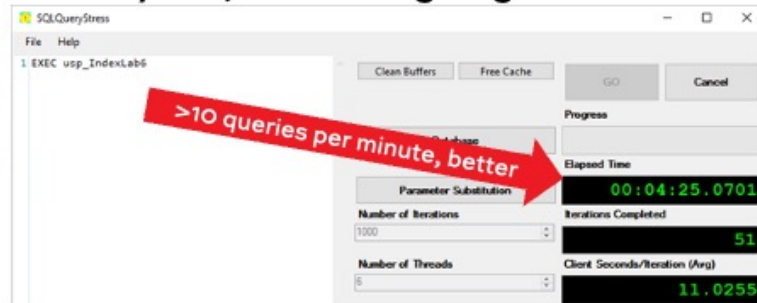 SQLQueryStress
File Help
1 EXEC usp_IndexLab6
Clean Buffers Free Cache
GO Cancel
>10 queries per minute, better
Progress
Elapsed Time
00:04:25.0701
Parameter Substitution
Number of Iterations
Iterations Completed
1000
51
Number of Threads
Client Seconds/Iteration (Avg)
6
11.0255